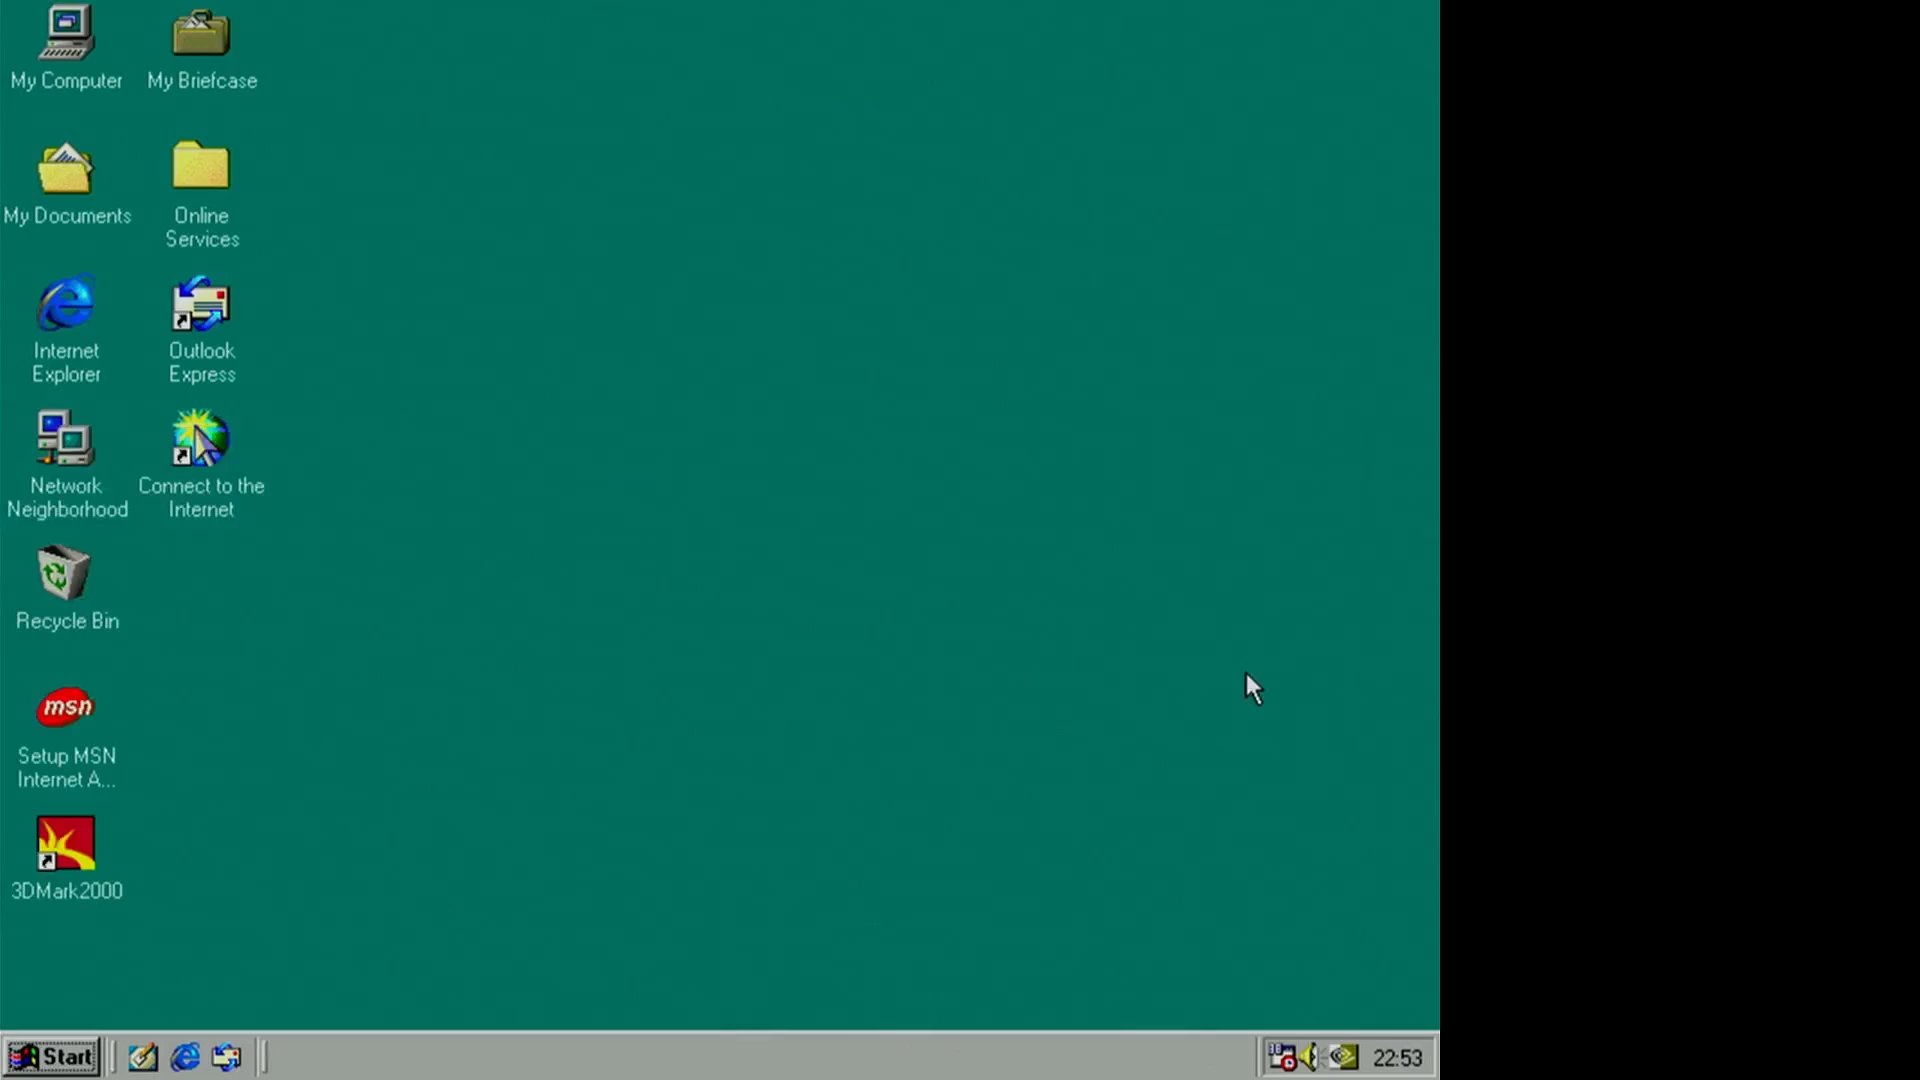 My Computer
My Briefcase
My Documents
Online
Services
Internet
Explorer
Outlook
Express
Network
Neighborhood
Connect to the
Internet
Recycle Bin
msn
Setup MSN
Internet A...
3DMark2000
Start
22:53